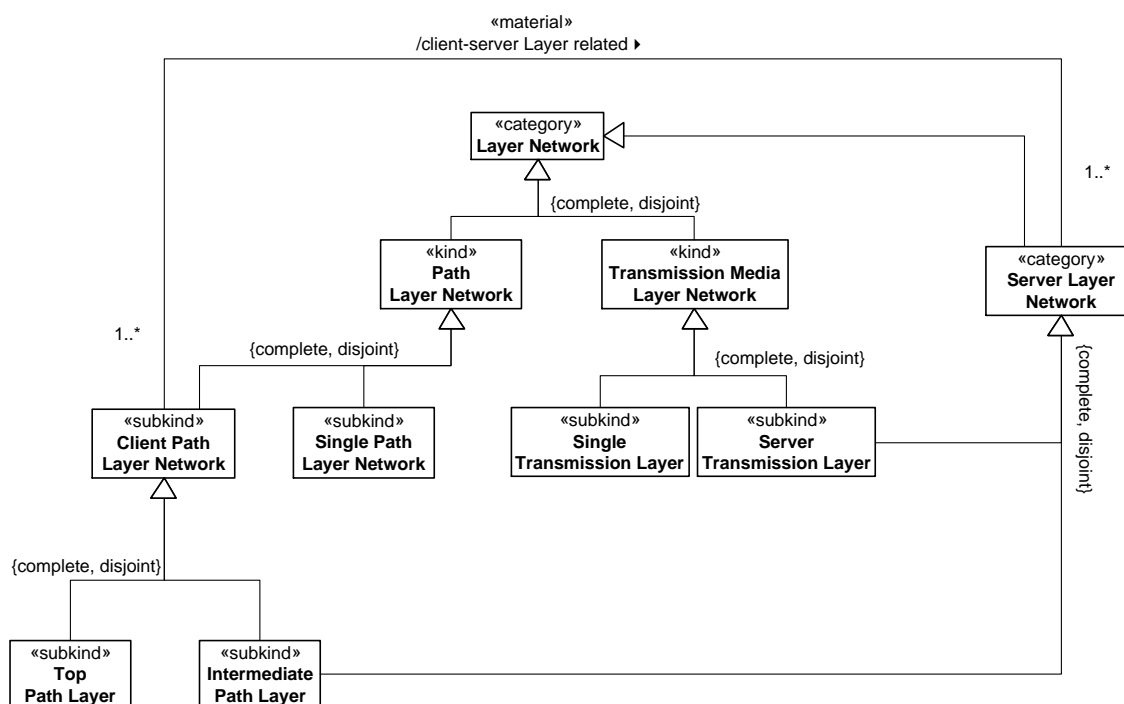 «material»
/client-server Layer related ▸
«category»
Layer Network
1..*
{complete, disjoint}
«kind»
Path
Layer Network
«kind»
Transmission Media
Layer Network
«category»
Server Layer
Network
1..*
{complete, disjoint}
{complete, disjoint}
{complete, disjoint}
«subkind»
Client Path
Layer Network
«subkind»
Single Path
Layer Network
«subkind»
Single
Transmission Layer
«subkind»
Server
Transmission Layer
{complete, disjoint}
«subkind»
Top
Path Layer
«subkind»
Intermediate
Path Layer